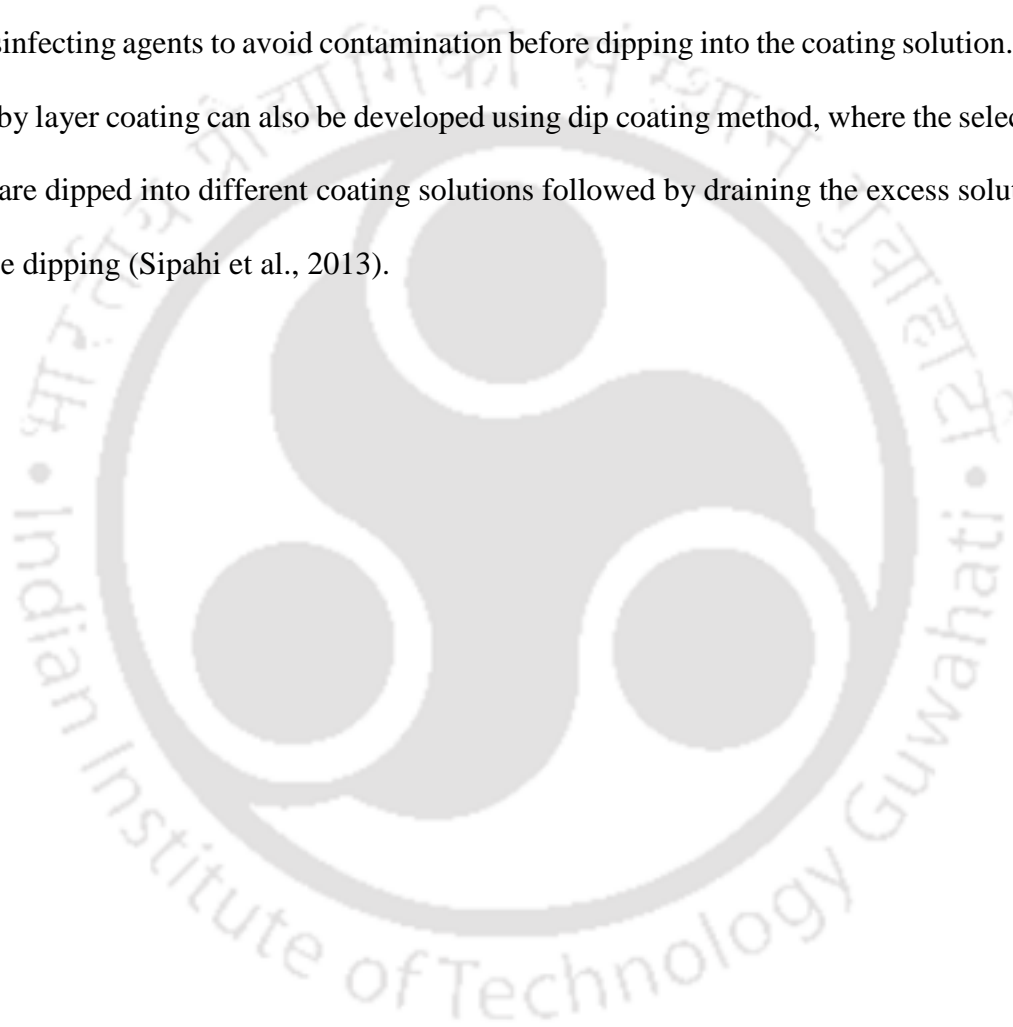 sinfecting agents to avoid contamination before dipping into the coating solution.
by layer coating can also be developed using dip coating method, where the selec
are dipped into different coating solutions followed by draining the excess solut
e dipping (Sipahi et al., 2013).
भारतीय प्रौद्योगिकी संस्थान गुवाहाटी
Indian Institute of Technology Guwahati